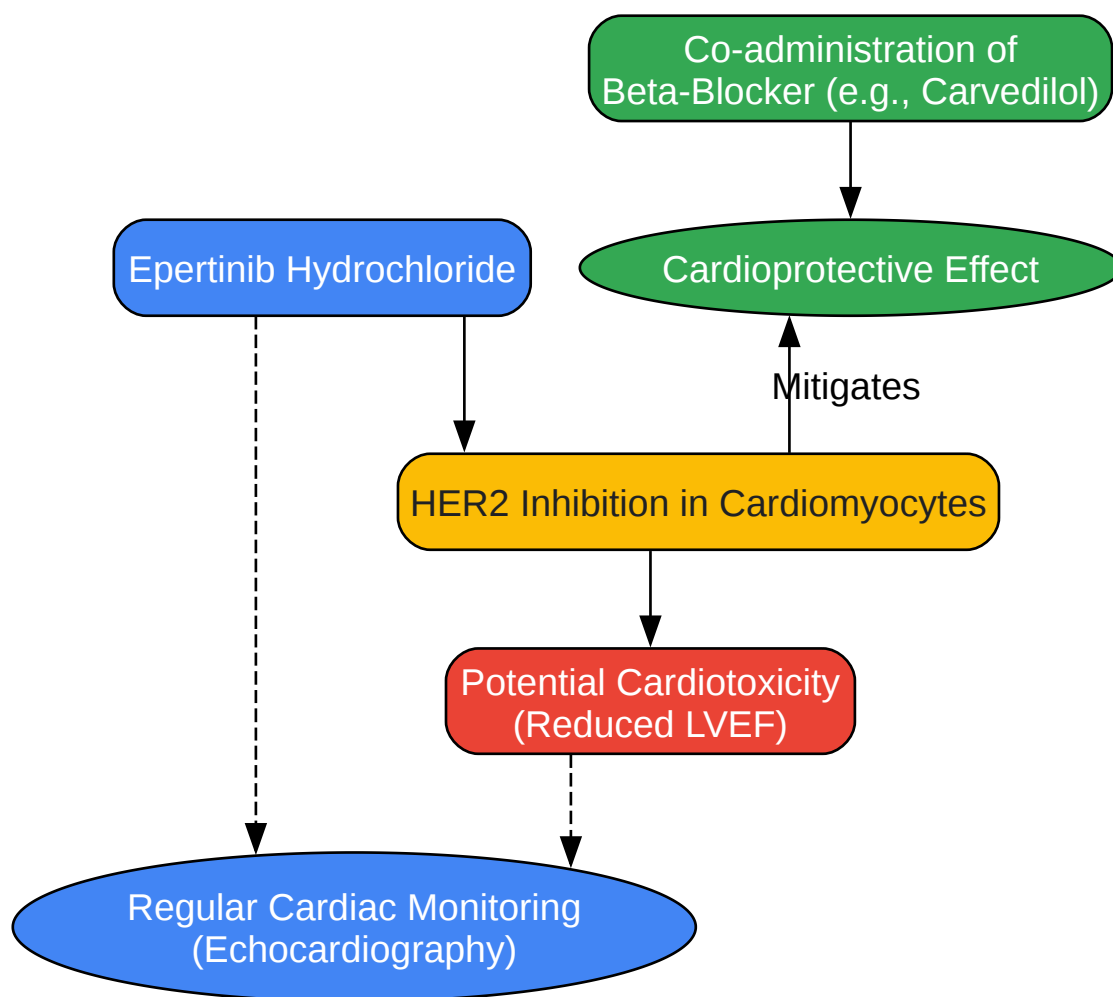 Co-administration of
Beta-Blocker (e.g., Carvedilol)
Epertinib Hydrochloride
Cardioprotective Effect
Mitigates
HER2 Inhibition in Cardiomyocytes
Potential Cardiotoxicity
(Reduced LVEF)
Regular Cardiac Monitoring
(Echocardiography)